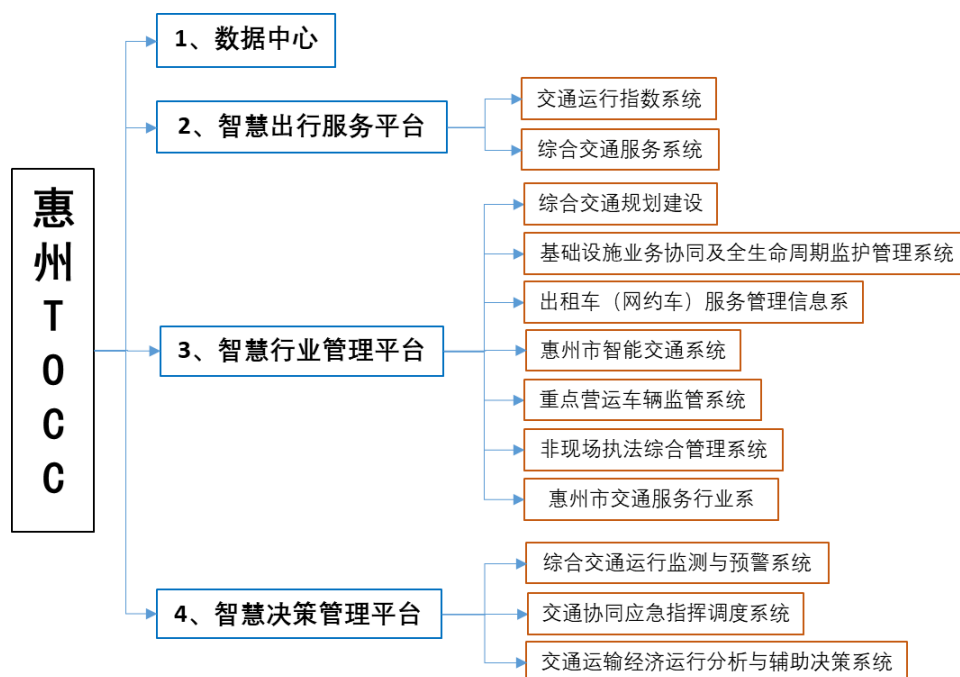 惠州TOCC
1、数据中心
2、智慧出行服务平台
交通运行指数系统
综合交通服务系统
3、智慧行业管理平台
综合交通规划建设
基础设施业务协同及全生命周期监护管理系统
出租车（网约车）服务管理信息系
惠州市智能交通系统
重点营运车辆监管系统
非现场执法综合管理系统
惠州市交通服务行业系
4、智慧决策管理平台
综合交通运行监测与预警系统
交通协同应急指挥调度系统
交通运输经济运行分析与辅助决策系统